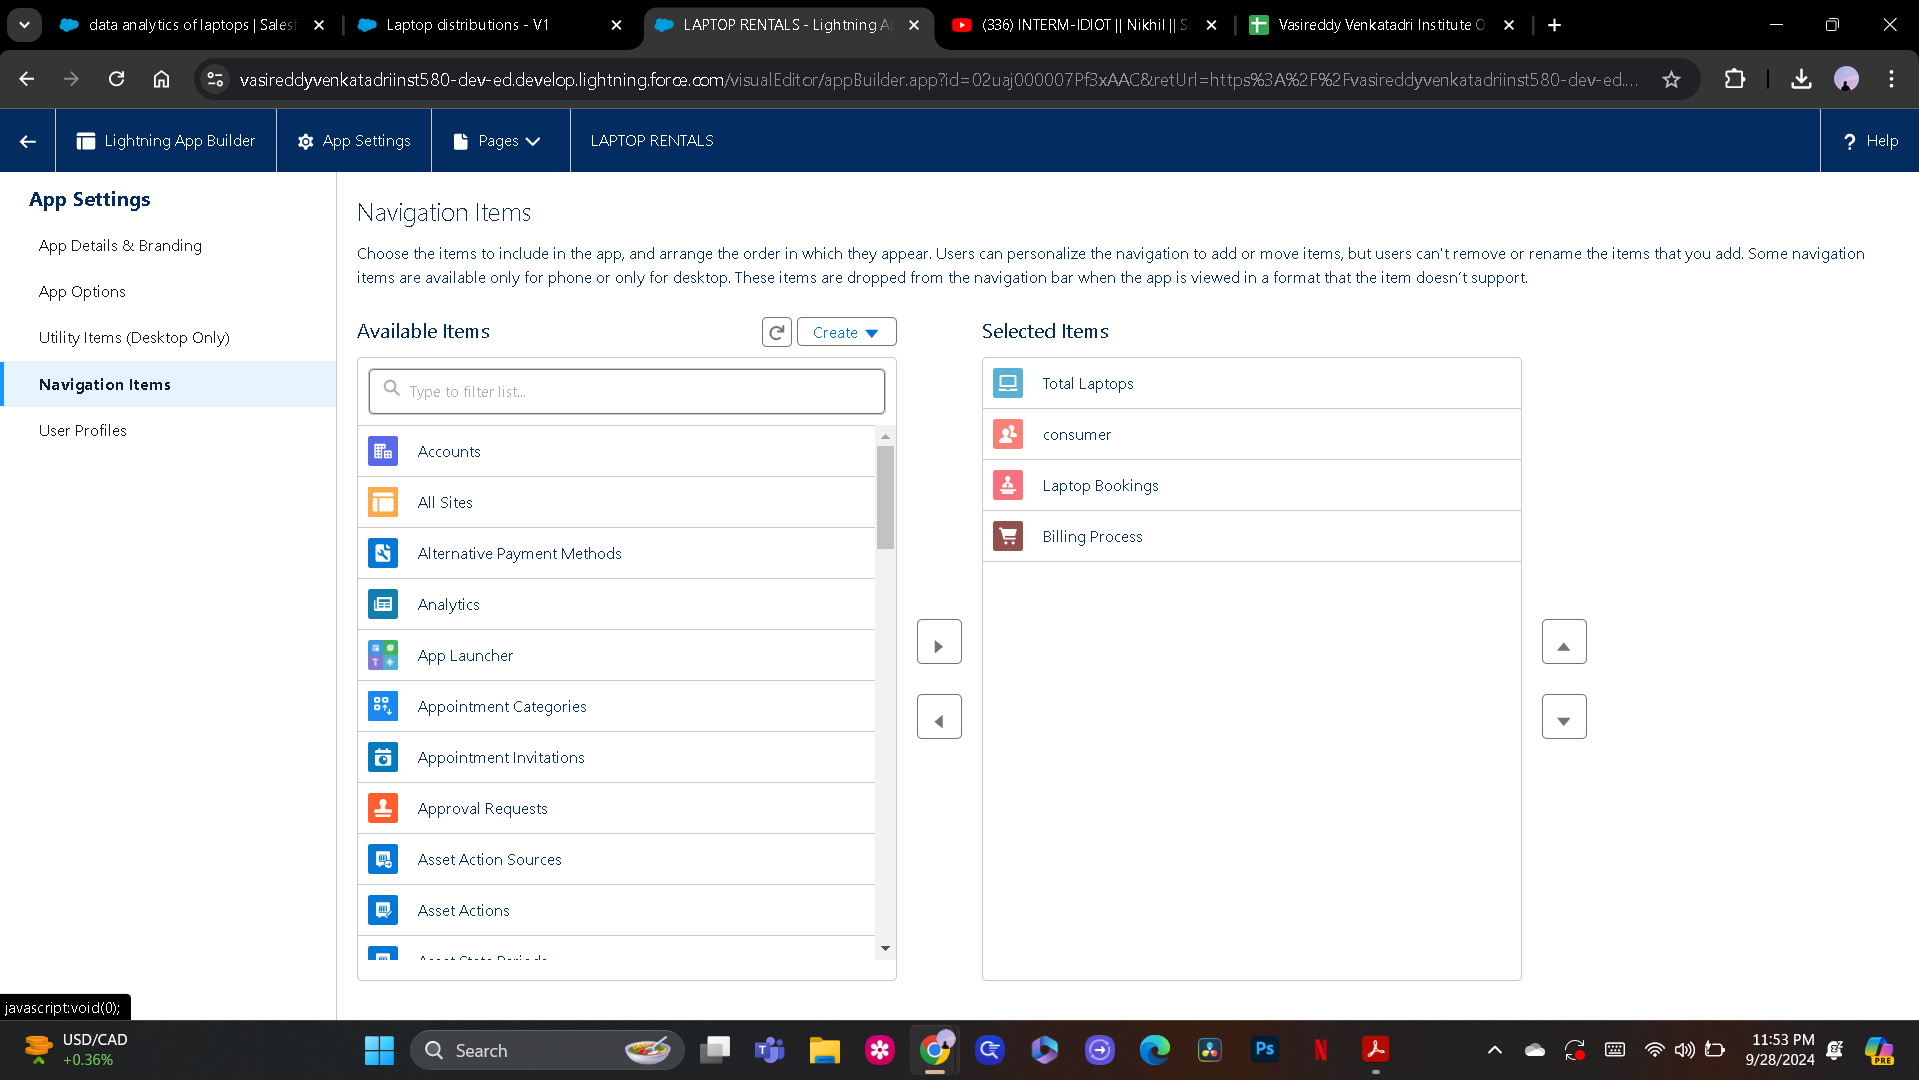 data analytics of laptops | Sales
Laptop distributions - V1
LAPTOP RENTALS - Lightning A
(336) INTERM-IDIOT || Nikhil || S
Vasireddy Venkatadri Institute O
vasireddyvenkatadriinst580-dev-ed.develop.lightning.force.com/visualEditor/appBuilder.app?id=02uaj000007Pf3xAAC&retUrl=https%3A%2F%2Fvasireddyvenkatadriinst580-dev-ed....
Lightning App Builder
App Settings
Pages
LAPTOP RENTALS
? Help
App Settings
App Details & Branding
App Options
Utility Items (Desktop Only)
Navigation Items
User Profiles
Navigation Items
Choose the items to include in the app, and arrange the order in which they appear. Users can personalize the navigation to add or move items, but users can't remove or rename the items that you add. Some navigation
items are available only for phone or only for desktop. These items are dropped from the navigation bar when the app is viewed in a format that the item doesn't support.
Available Items
Create
Type to filter list...
Accounts
All Sites
Alternative Payment Methods
Analytics
App Launcher
Appointment Categories
Appointment Invitations
Approval Requests
Asset Action Sources
Asset Actions
Asset State Periods
Selected Items
Total Laptops
consumer
Laptop Bookings
Billing Process
javascript:void(0);
USD/CAD
+0.36%
Search
Ps
11:53 PM
9/28/2024
PRE